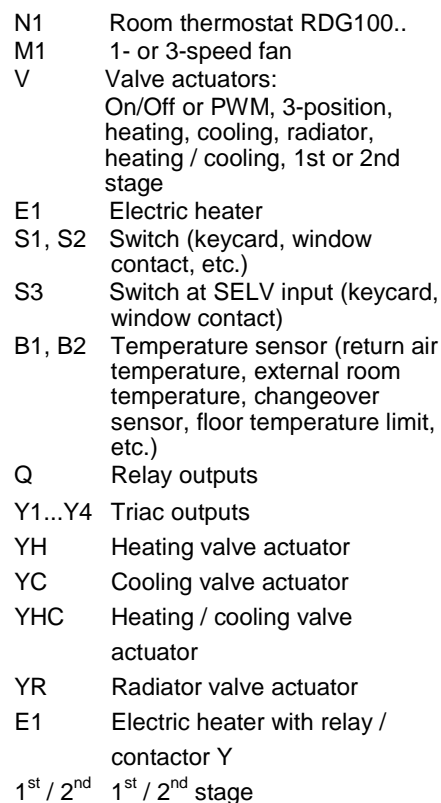 N1 Room thermostat RDG100..
M1 1- or 3-speed fan
V Valve actuators:
On/Off or PWM, 3-position,
heating, cooling, radiator,
heating / cooling, 1st or 2nd
stage
E1 Electric heater
S1, S2 Switch (keycard, window
contact, etc.)
S3 Switch at SELV input (keycard,
window contact)
B1, B2 Temperature sensor (return air
temperature, external room
temperature, changeover
sensor, floor temperature limit,
etc.)
Q Relay outputs
Y1...Y4 Triac outputs
YH Heating valve actuator
YC Cooling valve actuator
YHC Heating / cooling valve
actuator
YR Radiator valve actuator
E1 Electric heater with relay /
contactor Y
1st / 2nd 1st / 2nd stage